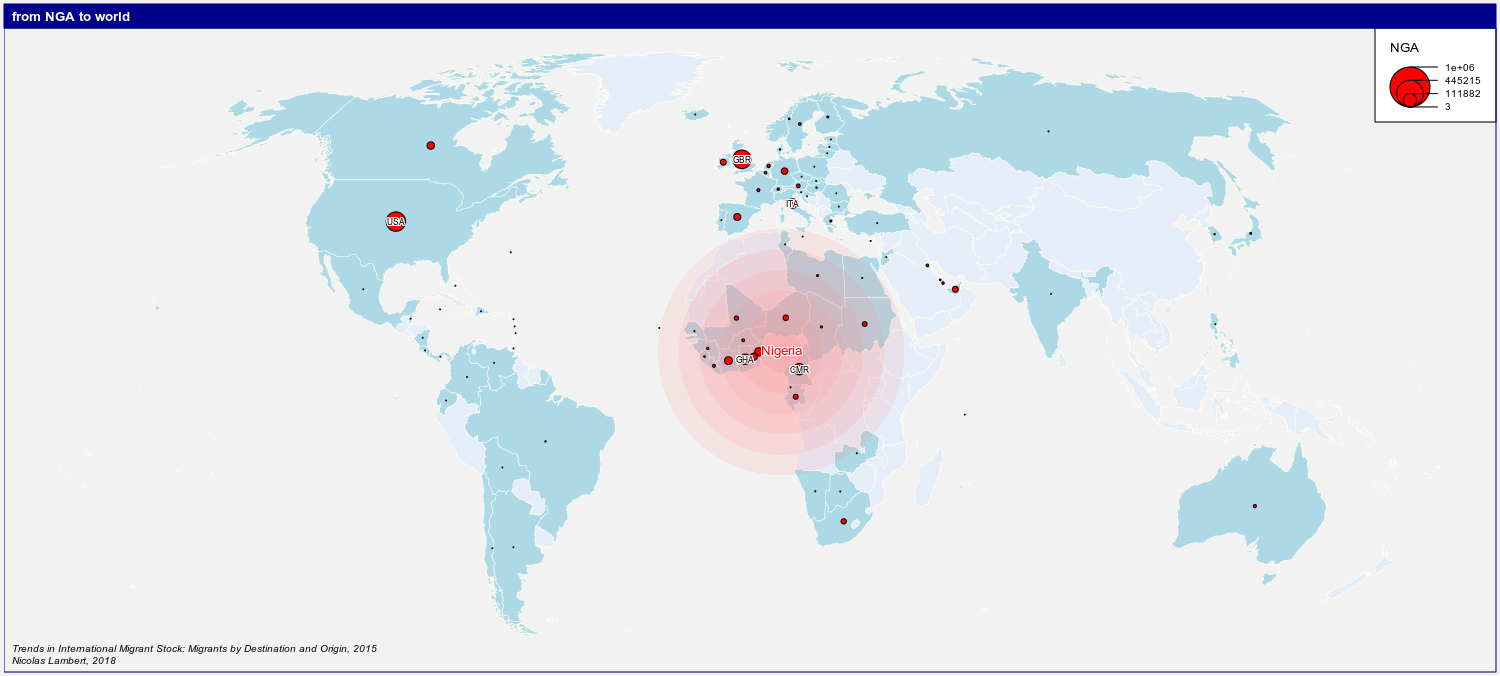 from NGA to world
NGA
1e+06
445215
111882
3
GBR
USA
ITA
Nigeria
GHA
CMR
Trends in International Migrant Stock: Migrants by Destination and Origin, 2015
Nicolas Lambert, 2018